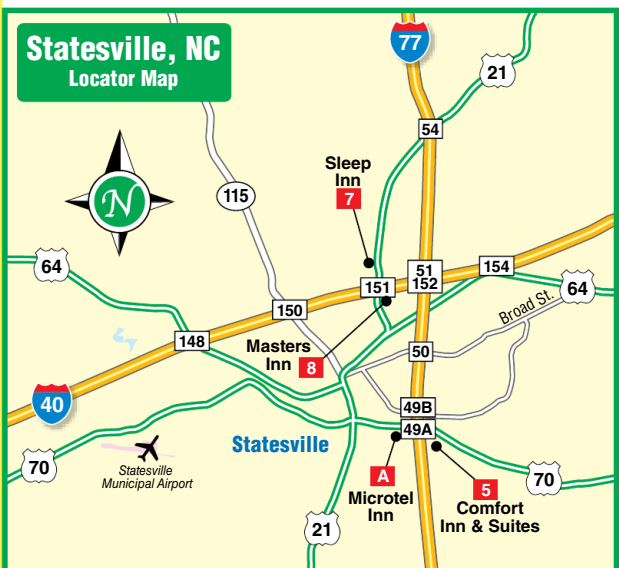 Statesville, NC
Locator Map
77
21
54
Sleep
Inn
7
115
64
151
51
152
154
64
Broad St.
150
148
Masters
Inn
8
50
40
49B
49A
Statesville
70
Statesville
Municipal Airport
A
Microtel
Inn
5
Comfort
Inn & Suites
70
21
N